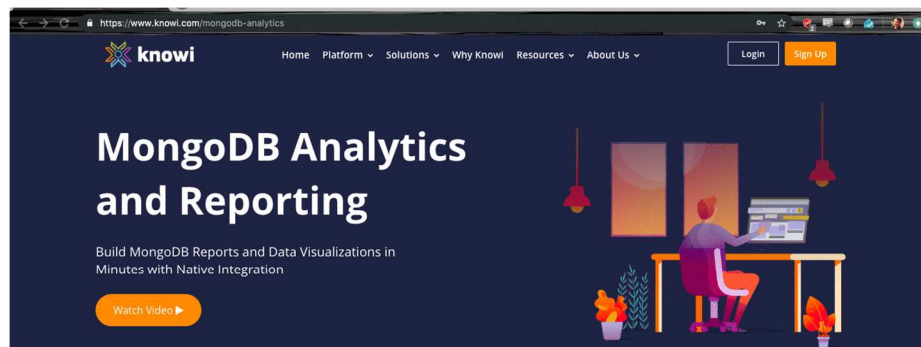 https://www.knowi.com/mongodb-analytics
knowi Home Platform Solutions Why Knowi Resources About Us Login Sign Up
MongoDB Analytics
and Reporting
Build MongoDB Reports and Data Visualizations in
Minutes with Native Integration
Watch Video